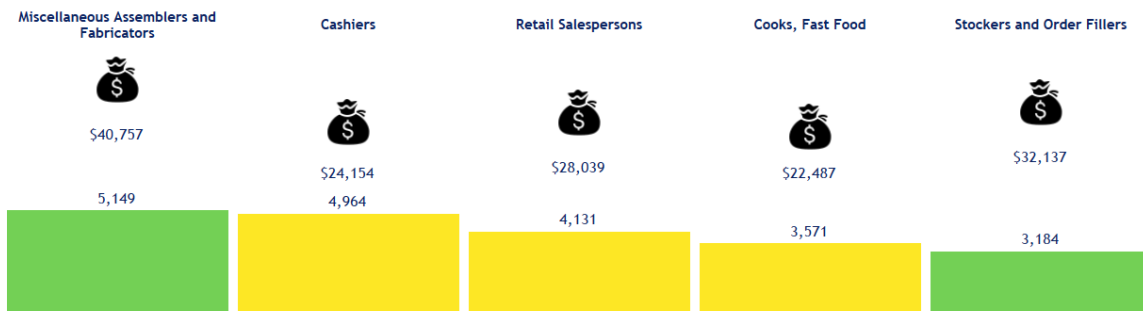 Miscellaneous Assemblers and
Fabricators
Cashiers
Retail Salespersons
Cooks, Fast Food
Stockers and Order Fillers
$
$
$
$
$
$40,757
$24,154
$28,039
$22,487
$32,137
5,149
4,964
4,131
3,571
3,184